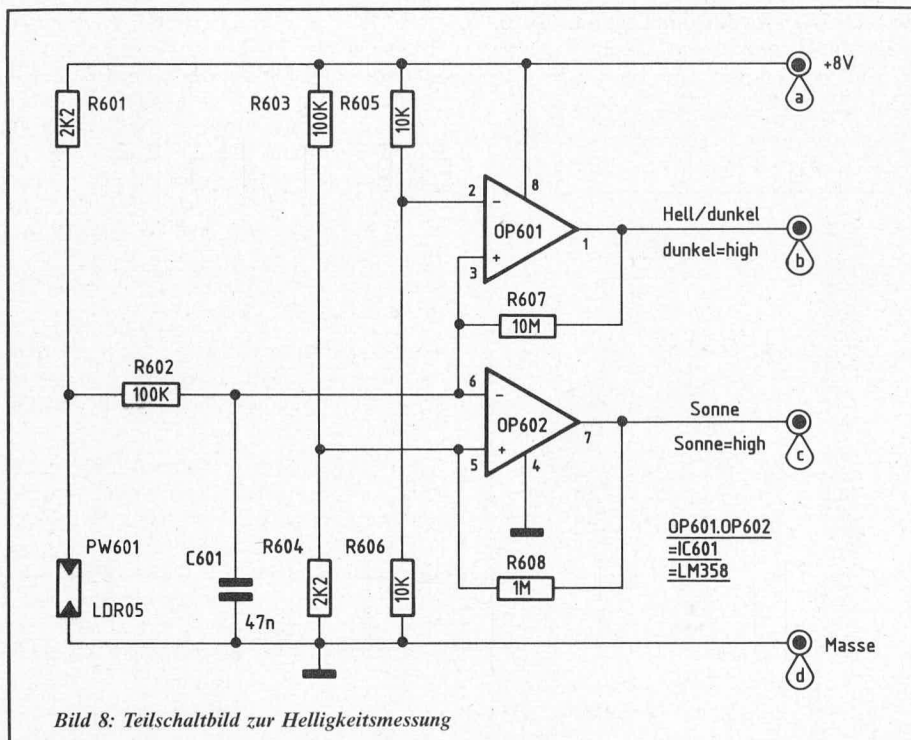 +8V
a
R601
2K2
R603
100K
R605
10K
8
2
-
OP601
1
+
3
Hell/dunkel
dunkel=high
b
R607
10M
R602
100K
6
-
OP602
7
+
5
4
Sonne
Sonne=high
c
PW601
LDR05
C601
47n
R604
2K2
R606
10K
R608
1M
OP601.OP602
=IC601
=LM358
Masse
d
Bild 8: Teilschaltbild zur Helligkeitsmessung